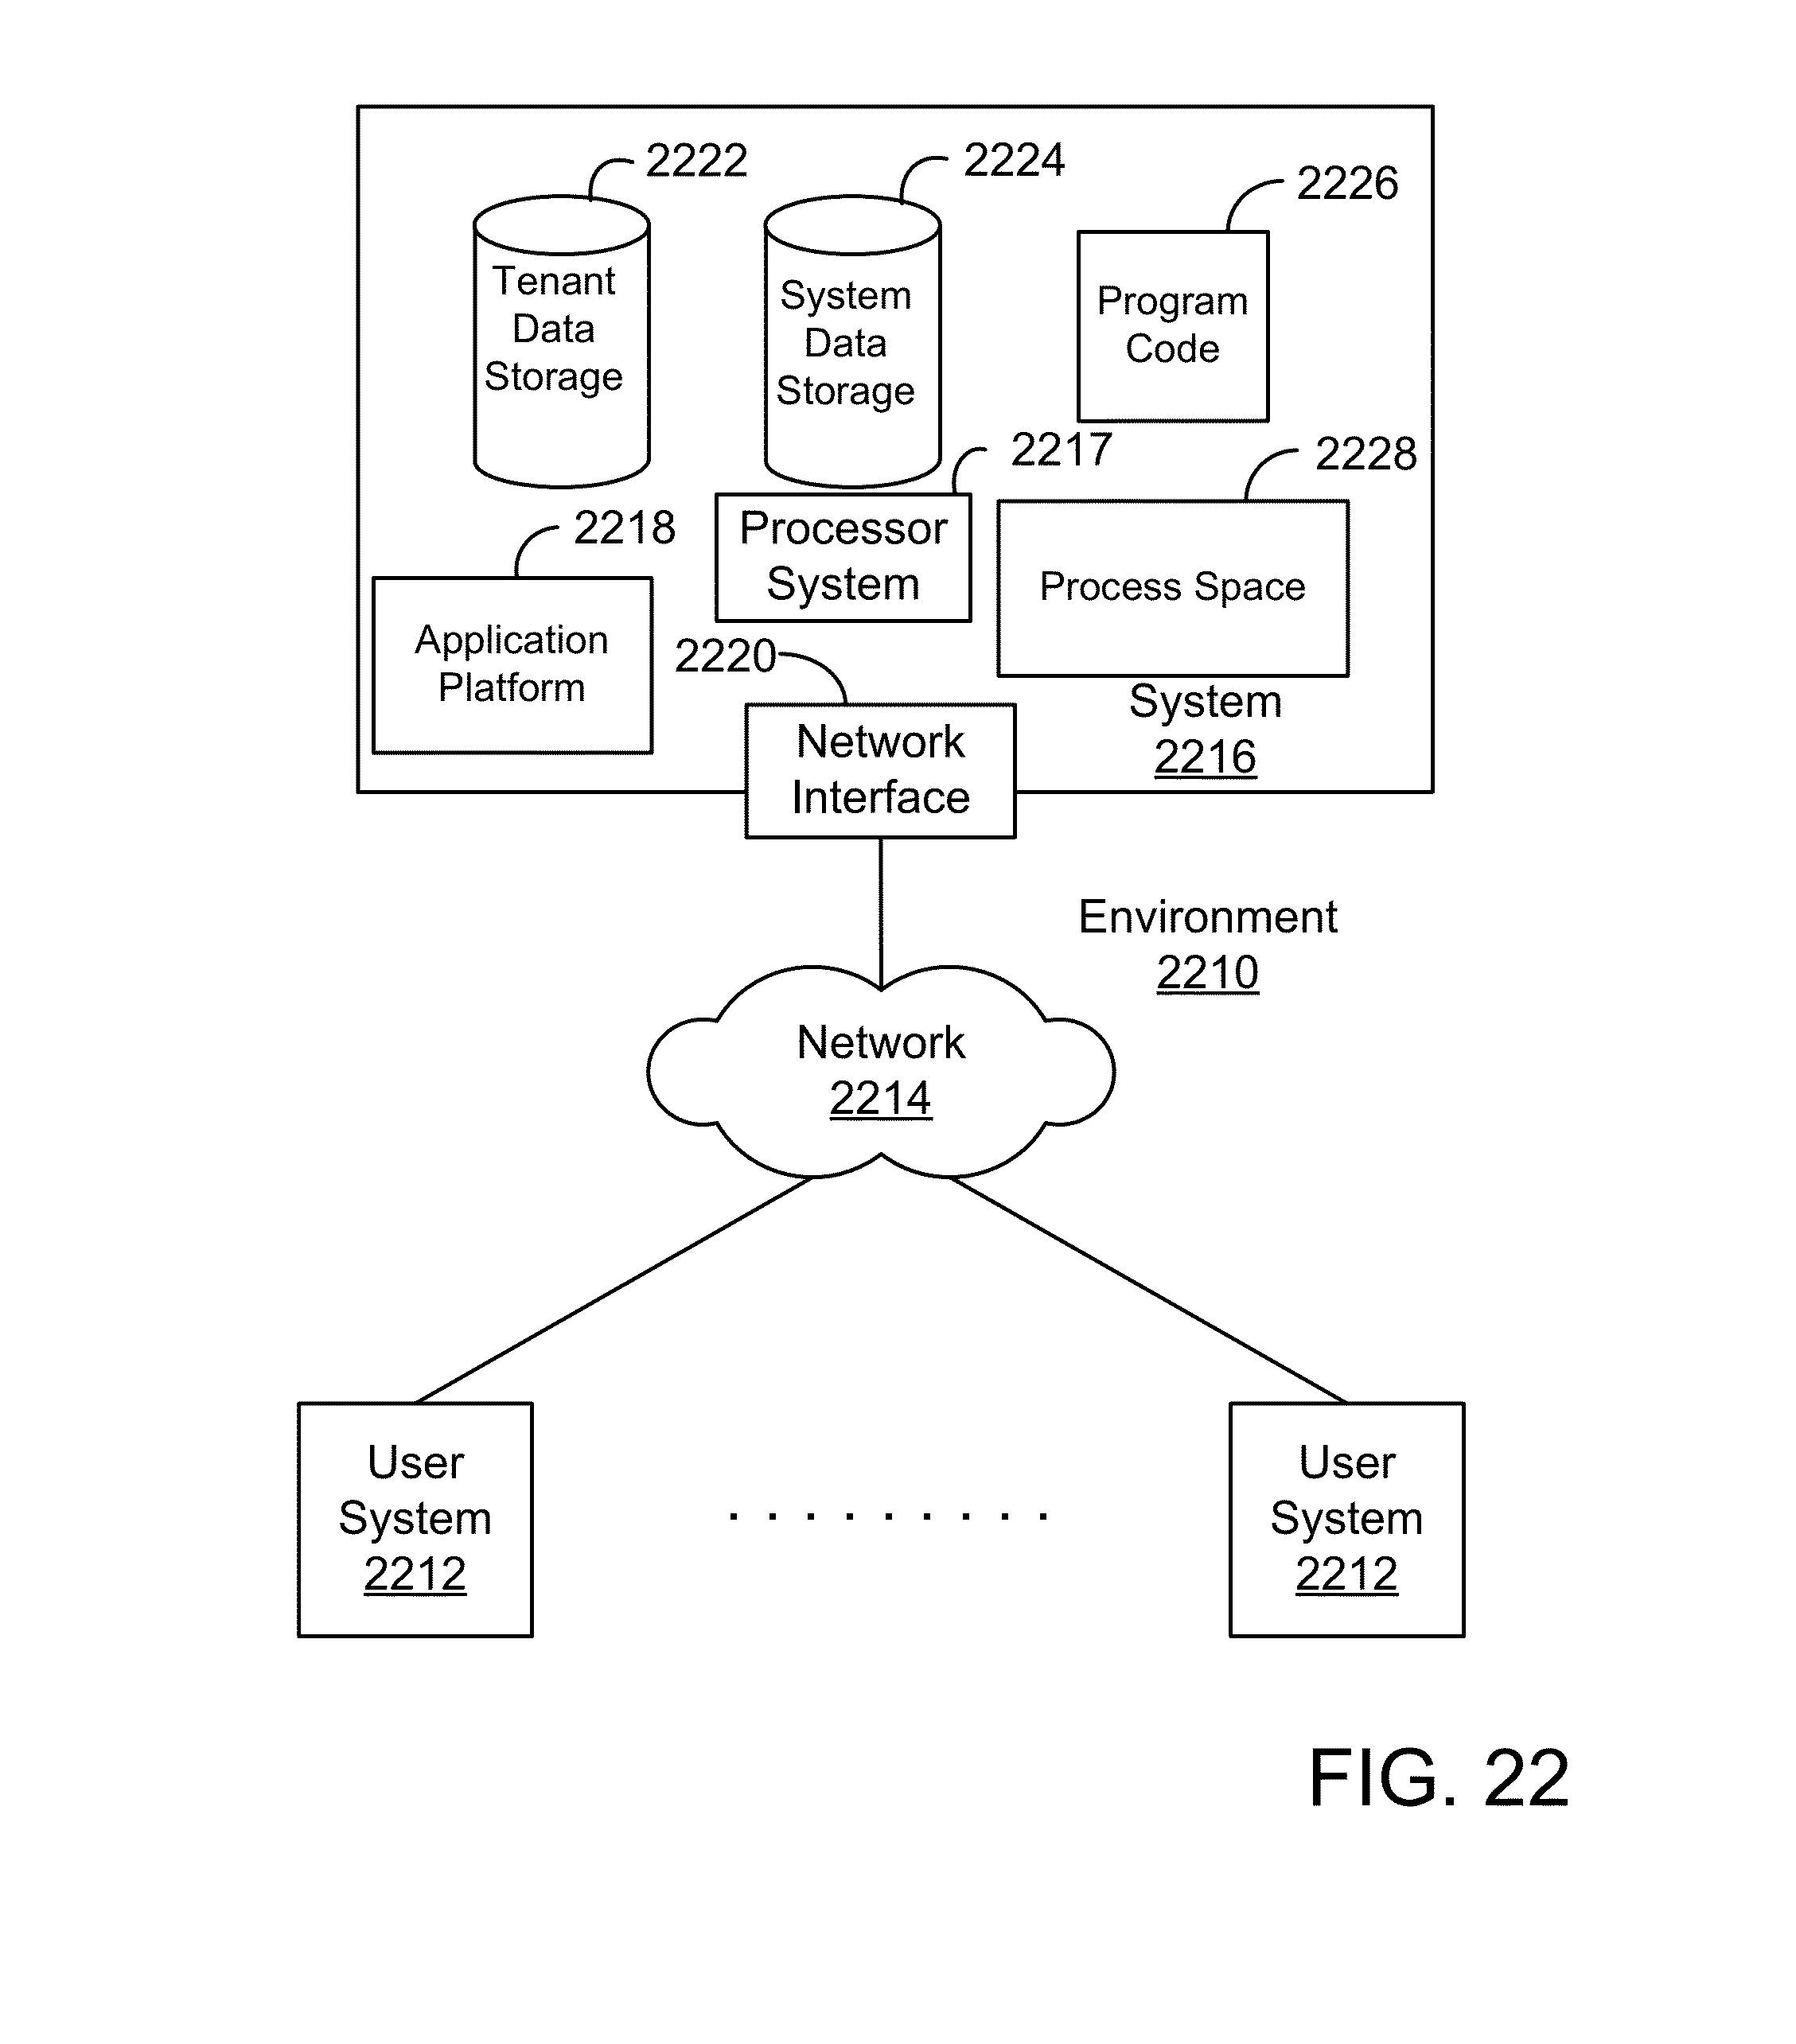 2222
2224
2226
Tenant
Data
Storage
System
Data
Storage
Program
Code
2217
2228
2218
Processor
System
Process Space
Application
Platform
2220
System
2216
Network
Interface
Environment
2210
Network
2214
User
System
2212
. . . . . . . . .
User
System
2212
FIG. 22